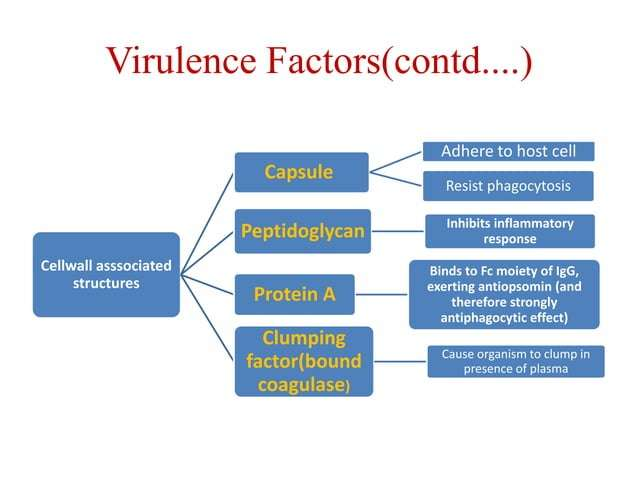 Virulence Factors(contd....)
Cellwall asssociated
structures
Capsule
Adhere to host cell
Resist phagocytosis
Peptidoglycan
Inhibits inflammatory
response
Protein A
Binds to Fc moiety of IgG,
exerting antiopsomin (and
therefore strongly
antiphagocytic effect)
Clumping
factor(bound
coagulase)
Cause organism to clump in
presence of plasma